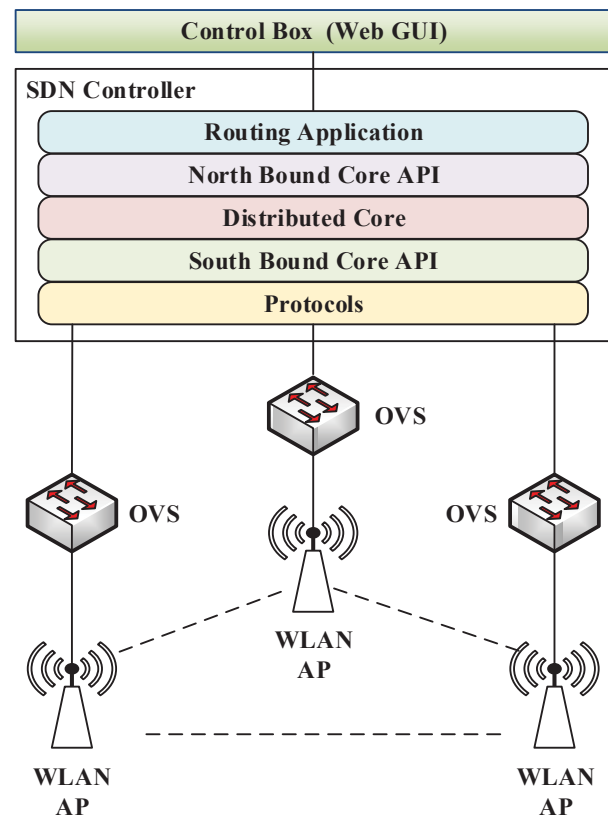 Control Box (Web GUI)
SDN Controller
Routing Application
North Bound Core API
Distributed Core
South Bound Core API
Protocols
OVS
OVS
OVS
WLAN
AP
WLAN
AP
WLAN
AP